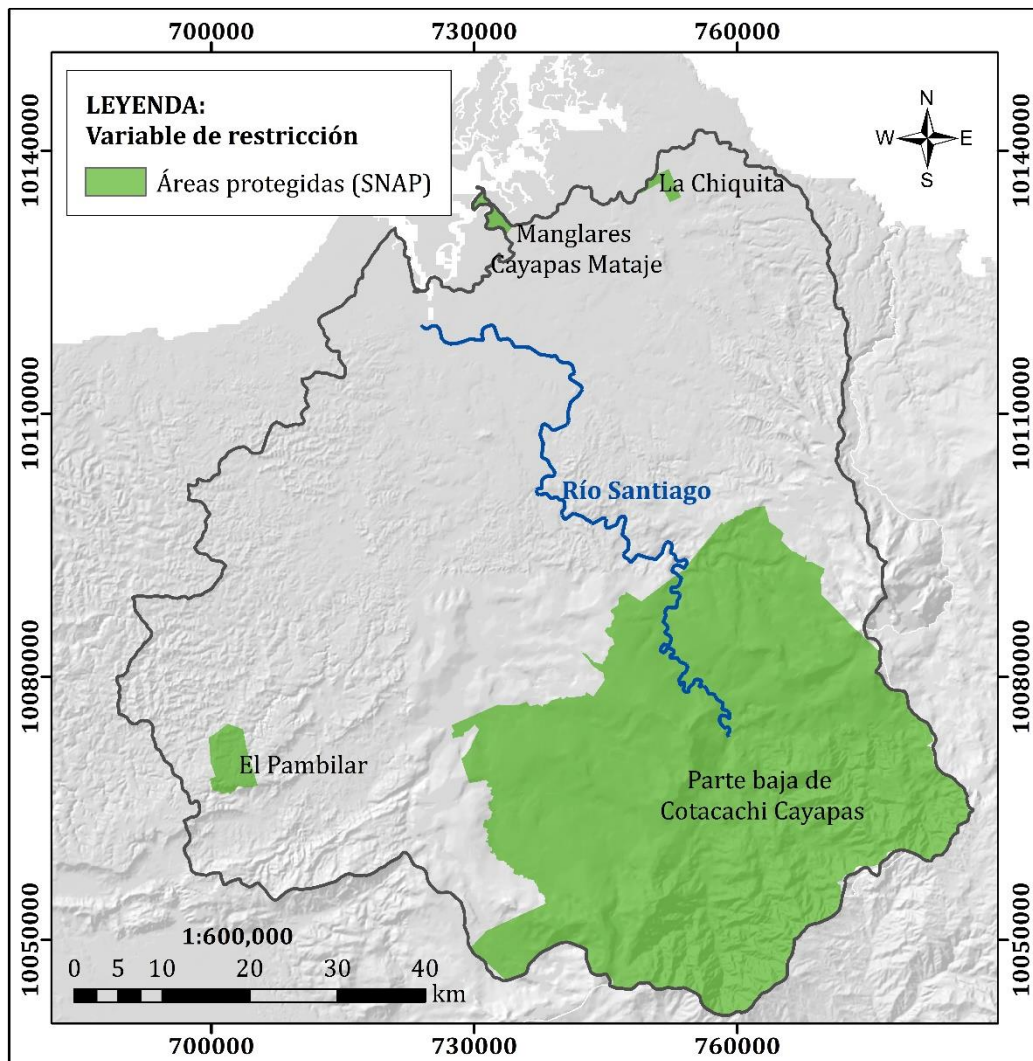 700000
730000
760000
LEYENDA:
Variable de restricción
Áreas protegidas (SNAP)
N
W
E
S
10140000
10140000
La Chiquita
Manglares
Cayapas Mataje
10110000
10110000
Río Santiago
10080000
10080000
El Pambilar
Parte baja de
Cotacachi Cayapas
10050000
10050000
1:600,000
0 5 10 20 30 40
km
700000
730000
760000